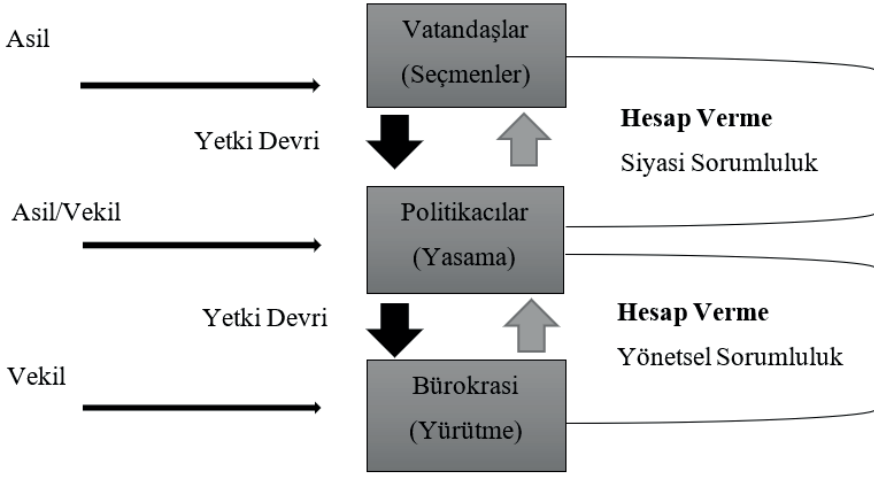 Asil
Vatandaşlar
(Seçmenler)
Yetki Devri
Hesap Verme
Siyasi Sorumluluk
Asil/Vekil
Politikacılar
(Yasama)
Yetki Devri
Hesap Verme
Yönetsel Sorumluluk
Vekil
Bürokrasi
(Yürütme)